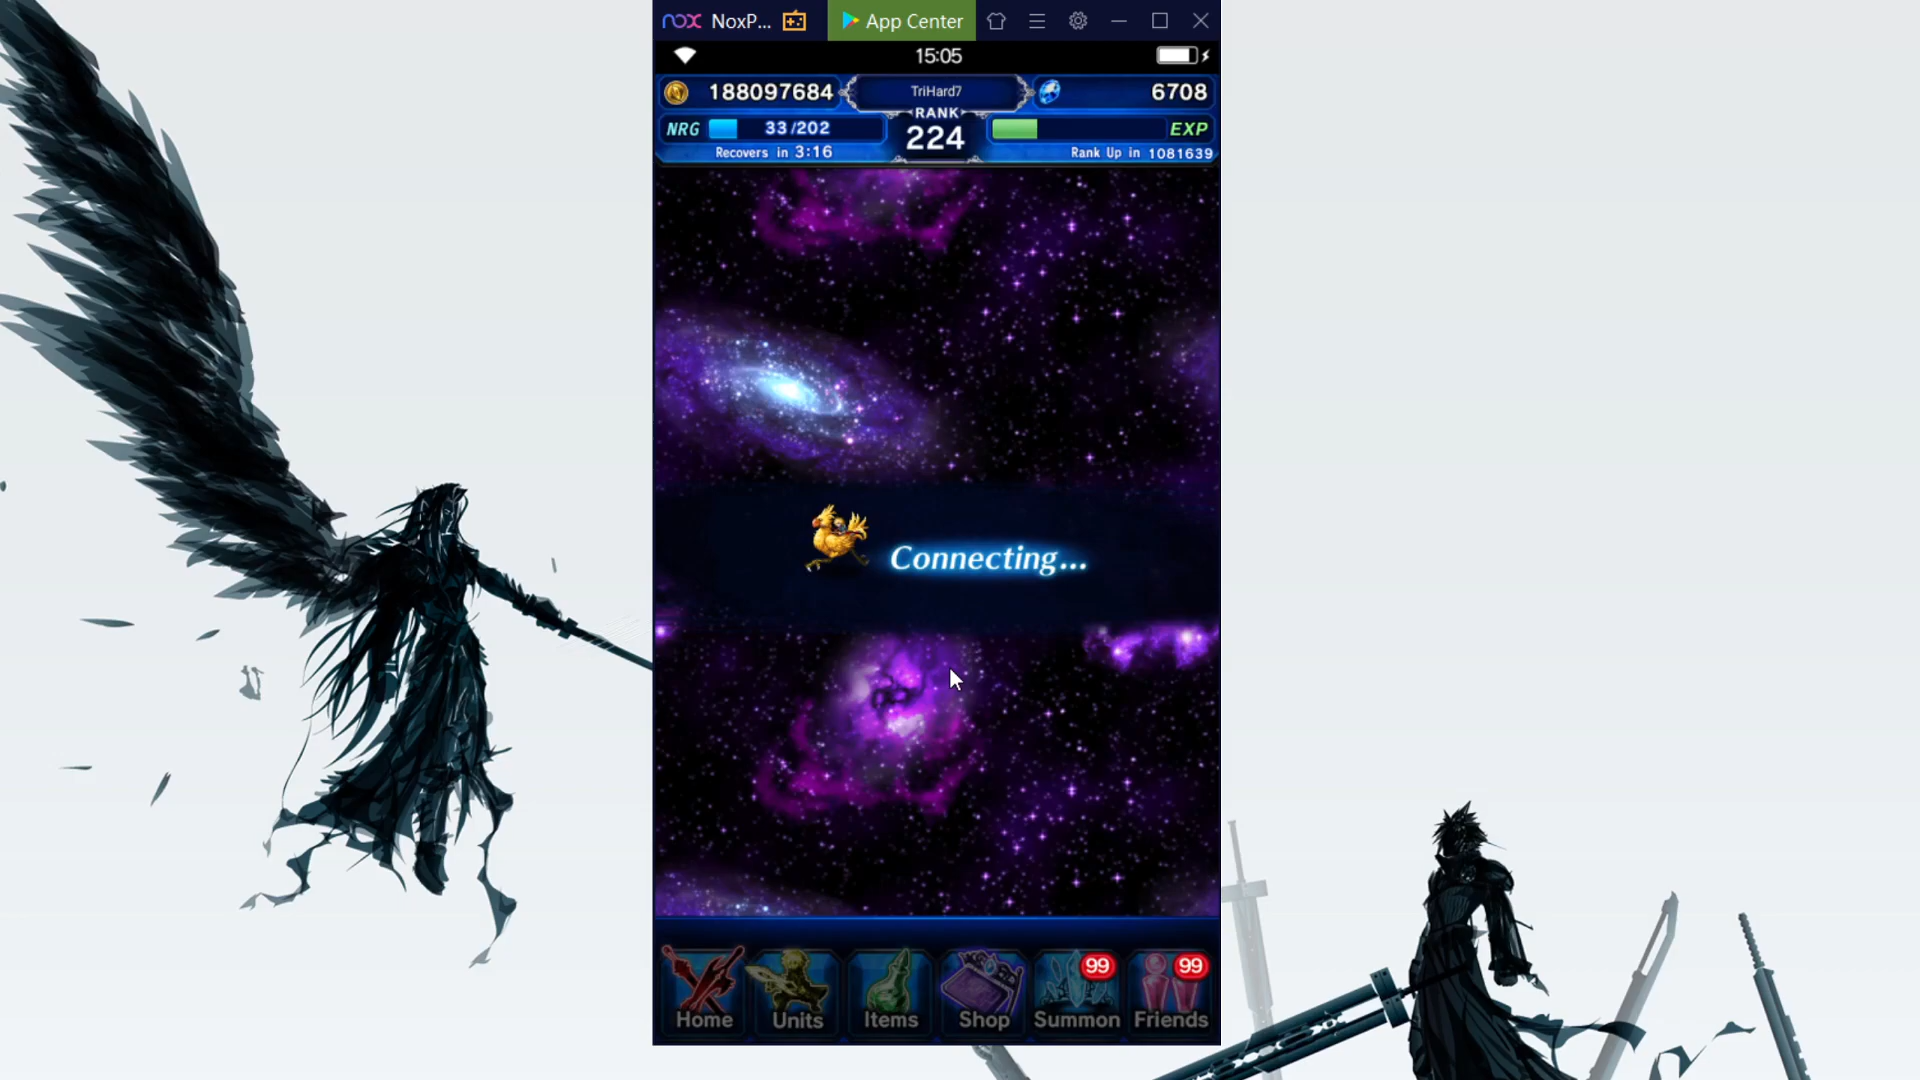 nox NoxP... App Center
15:05
188097684 TriHard7 6708
RANK
NRG 33/202 224 EXP
Recovers in 3:16 Rank Up in 1081639
Connecting...
99 99
Home Units Items Shop Summon Friends